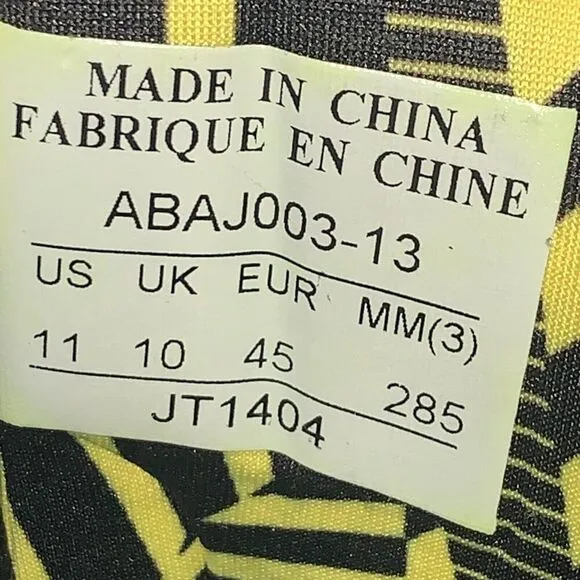 MADE IN CHINA
FABRIQUE EN CHINE
ABAJ003-13
US UK EUR MM(3)
11 10 45 285
JT1404